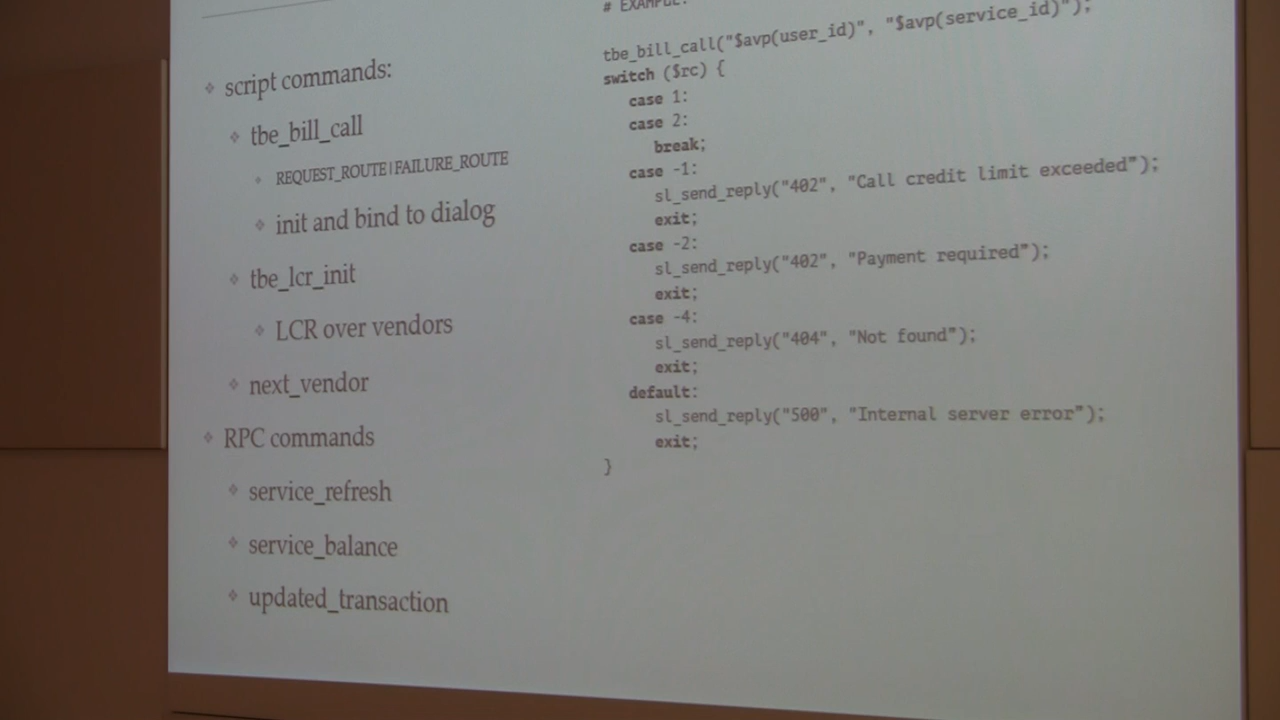 script commands:
tbe_bill_call
REQUEST_ROUTE|FAILURE_ROUTE
init and bind to dialog
tbe_lcr_init
LCR over vendors
next_vendor
RPC commands
service_refresh
service_balance
updated_transaction
# EXAMPLE:
tbe_bill_call("$avp(user_id)", "$avp(service_id)");
switch ($rc) {
case 1:
case 2:
break;
case -1:
sl_send_reply("402", "Call credit limit exceeded");
exit;
case -2:
sl_send_reply("402", "Payment required");
exit;
case -4:
sl_send_reply("404", "Not found");
exit;
default:
sl_send_reply("500", "Internal server error");
exit;
}